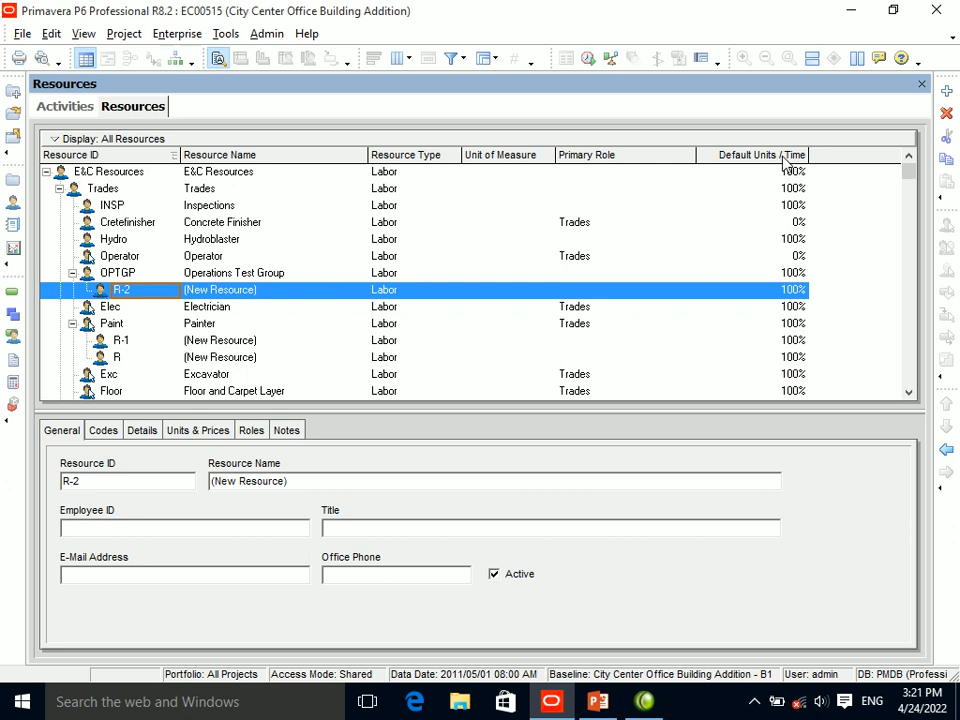 Primavera P6 Professional R8.2 : EC00515 (City Center Office Building Addition)
File Edit View Project Enterprise Tools Admin Help
Resources
Activities Resources
Display: All Resources
Resource ID Resource Name Resource Type Unit of Measure Primary Role Default Units / Time
E&C Resources E&C Resources Labor 100%
Trades Trades Labor 100%
INSP Inspections Labor 100%
Cretefinisher Concrete Finisher Labor Trades 0%
Hydro Hydroblaster Labor 100%
Operator Operator Labor Trades 0%
OPTGP Operations Test Group Labor 100%
R-2 (New Resource) Labor 100%
Elec Electrician Labor Trades 100%
Paint Painter Labor Trades 100%
R-1 (New Resource) Labor 100%
R (New Resource) Labor 100%
Exc Excavator Labor Trades 100%
Floor Floor and Carpet Layer Labor Trades 100%
General Codes Details Units & Prices Roles Notes
Resource ID Resource Name
R-2 (New Resource)
Employee ID Title
E-Mail Address Office Phone
Active
Portfolio: All Projects Access Mode: Shared Data Date: 2011/05/01 08:00 AM Baseline: City Center Office Building Addition - B1 User: admin DB: PMDB (Professi
Search the web and Windows
ENG
3:21 PM
4/24/2022